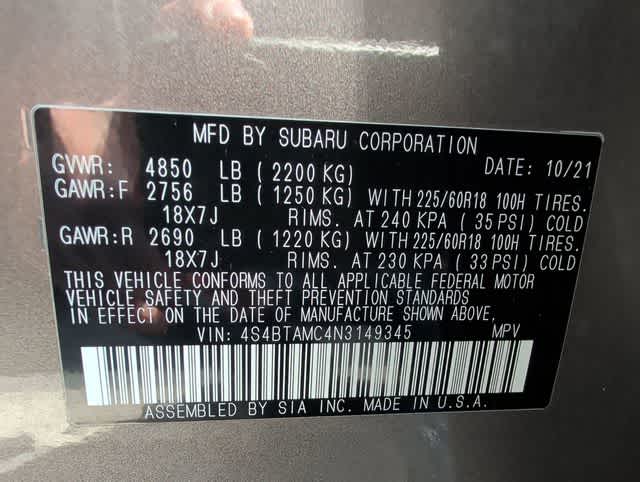 MFD BY SUBARU CORPORATION
GVWR: 4850 LB ( 2200 KG) DATE: 10/21
GAWR:F 2756 LB ( 1250 KG) WITH 225/60R18 100H TIRES.
18X7J RIMS. AT 240 KPA ( 35 PSI) COLD
GAWR:R 2690 LB ( 1220 KG) WITH 225/60R18 100H TIRES.
18X7J RIMS. AT 230 KPA ( 33 PSI) COLD
THIS VEHICLE CONFORMS TO ALL APPLICABLE FEDERAL MOTOR
VEHICLE SAFETY AND THEFT PREVENTION STANDARDS
IN EFFECT ON THE DATE OF MANUFACTURE SHOWN ABOVE.
VIN: 4S4BTAMC4N3149345 MPV
ASSEMBLED BY SIA INC. MADE IN U.S.A.